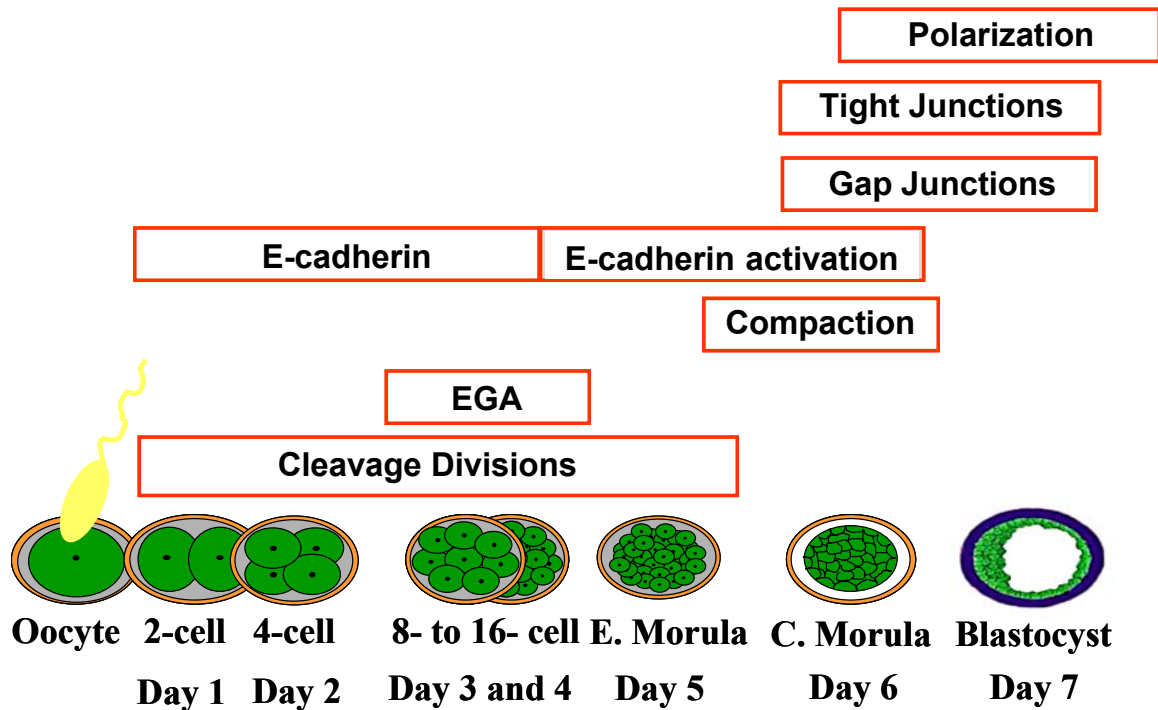 Polarization
Tight Junctions
Gap Junctions
E-cadherin
E-cadherin activation
Compaction
EGA
Cleavage Divisions
Oocyte 2-cell 4-cell 8- to 16- cell E. Morula C. Morula Blastocyst
Day 1 Day 2 Day 3 and 4 Day 5 Day 6 Day 7